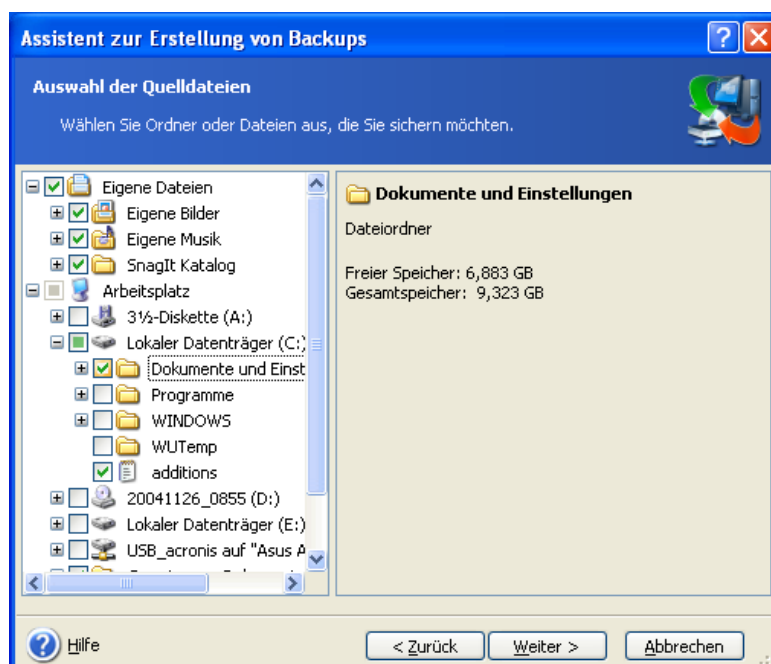 Assistent zur Erstellung von Backups
Auswahl der Quelldateien
Wählen Sie Ordner oder Dateien aus, die Sie sichern möchten.
Eigene Dateien
Eigene Bilder
Eigene Musik
SnagIt Katalog
Arbeitsplatz
3½-Diskette (A:)
Lokaler Datenträger (C:)
Dokumente und Einst
Programme
WINDOWS
WUTemp
additions
20041126_0855 (D:)
Lokaler Datenträger (E:)
USB_acronis auf "Asus A
Dokumente und Einstellungen
Dateiordner
Freier Speicher: 6,883 GB
Gesamtspeicher: 9,323 GB
Hilfe
< Zurück
Weiter >
Abbrechen